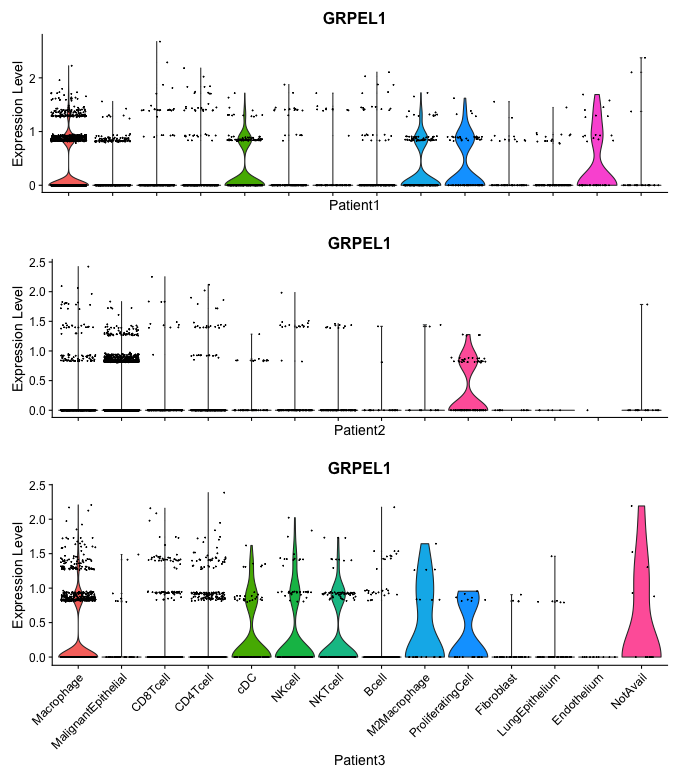 GRPEL1
Expression Level
2
1
0
Patient1
GRPEL1
Expression Level
2.5
2.0
1.5
1.0
0.5
0.0
Patient2
GRPEL1
Expression Level
2.5
2.0
1.5
1.0
0.5
0.0
Macrophage
MalignantEpithelial
CD8Tcell
CD4Tcell
cDC
NKcell
NKTcell
Bcell
M2Macrophage
ProliferatingCell
Fibroblast
LungEpithelium
Endothelium
NotAvail
Patient3